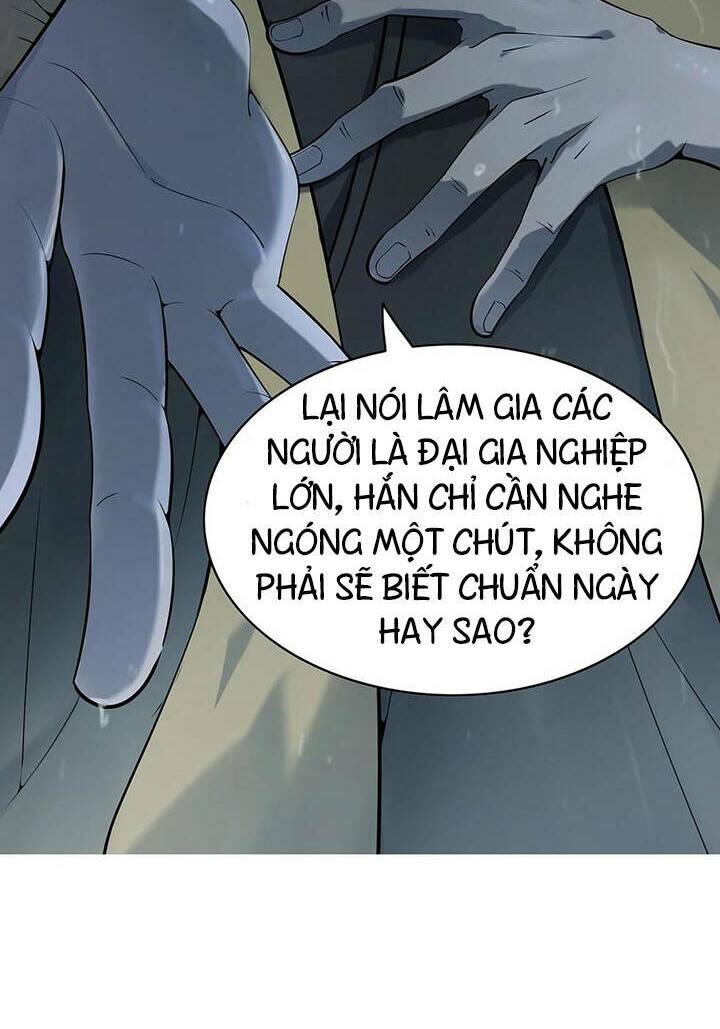 LẠI NÓI LÂM GIA CÁC
NGƯỜI LÀ ĐẠI GIA NGHIỆP
LỚN, HẮN CHỈ CẦN NGHE
NGÓNG MỘT CHÚT, KHÔNG
PHẢI SẼ BIẾT CHUẨN NGÀY
HAY SAO?